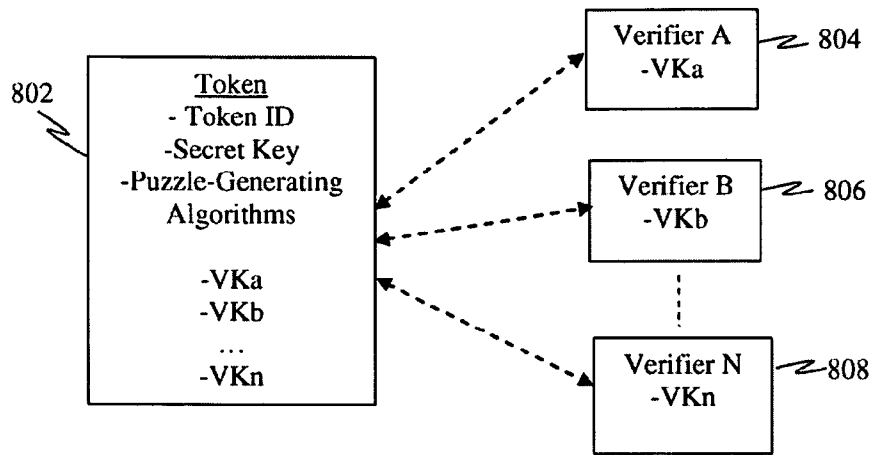 802
Token
- Token ID
-Secret Key
-Puzzle-Generating
Algorithms
-VKa
-VKb
...
-VKn
Verifier A
-VKa
804
Verifier B
-VKb
806
Verifier N
-VKn
808